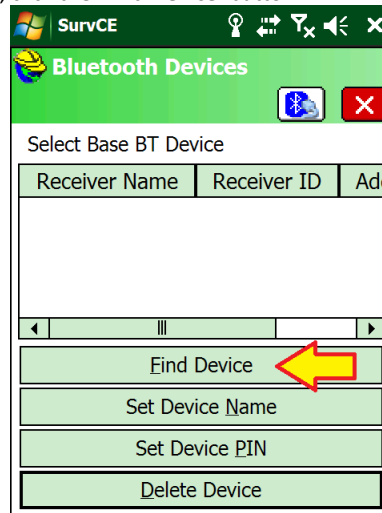 SurvCE
Bluetooth Devices
Select Base BT Device
Receiver Name Receiver ID
Find Device
Set Device Name
Set Device PIN
Delete Device